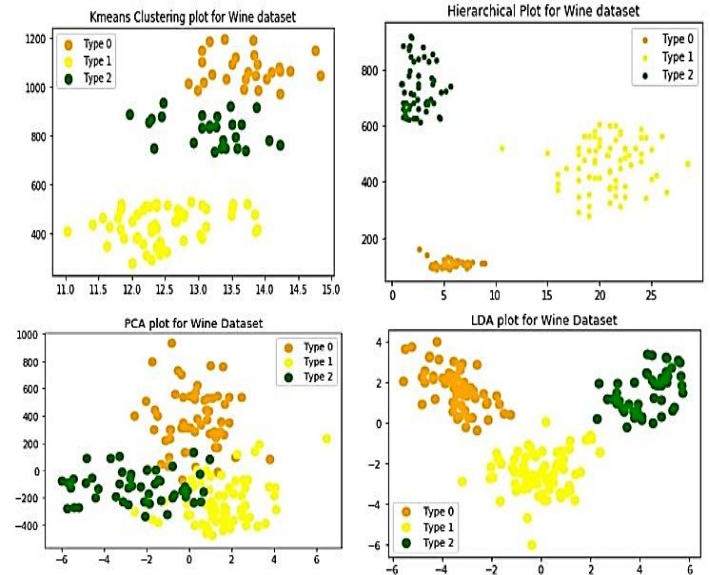 Kmeans Clustering plot for Wine dataset
Type 0
Type 1
Type 2
1200
1000
800
600
400
11.0 11.5 12.0 12.5 13.0 13.5 14.0 14.5 15.0
Hierarchical Plot for Wine dataset
Type 0
Type 1
Type 2
800
600
400
200
0 5 10 15 20 25
PCA plot for Wine Dataset
Type 0
Type 1
Type 2
1000
800
600
400
200
0
−200
−400
−6 −4 −2 0 2 4 6
LDA plot for Wine Dataset
4
2
0
−2
−4
−6
Type 0
Type 1
Type 2
−6 −4 −2 0 2 4 6